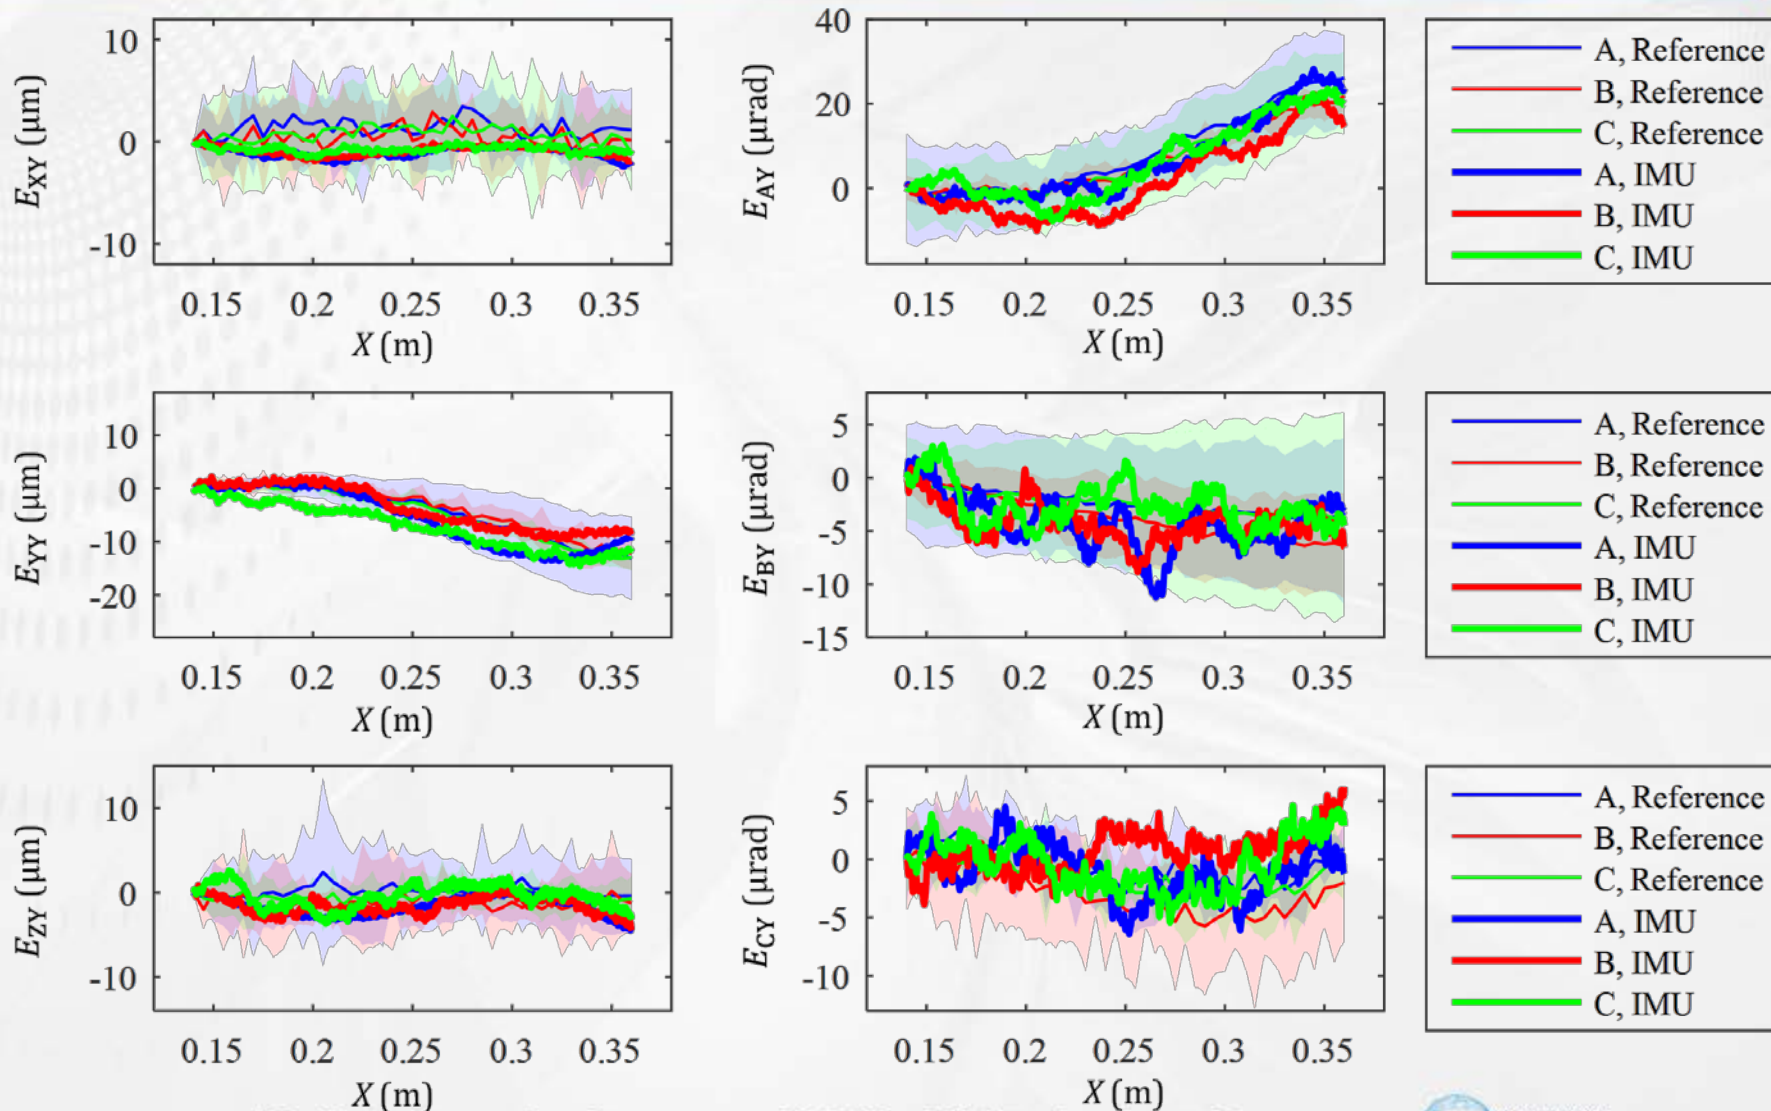 10
0
-10
E_XY (μm)
0.15 0.2 0.25 0.3 0.35
X (m)
40
20
0
E_AY (μrad)
0.15 0.2 0.25 0.3 0.35
X (m)
A, Reference
B, Reference
C, Reference
A, IMU
B, IMU
C, IMU
10
0
-10
-20
E_YY (μm)
0.15 0.2 0.25 0.3 0.35
X (m)
5
0
-5
-10
-15
E_BY (μrad)
0.15 0.2 0.25 0.3 0.35
X (m)
A, Reference
B, Reference
C, Reference
A, IMU
B, IMU
C, IMU
10
0
-10
E_ZY (μm)
0.15 0.2 0.25 0.3 0.35
X (m)
5
0
-5
-10
E_CY (μrad)
0.15 0.2 0.25 0.3 0.35
X (m)
A, Reference
B, Reference
C, Reference
A, IMU
B, IMU
C, IMU